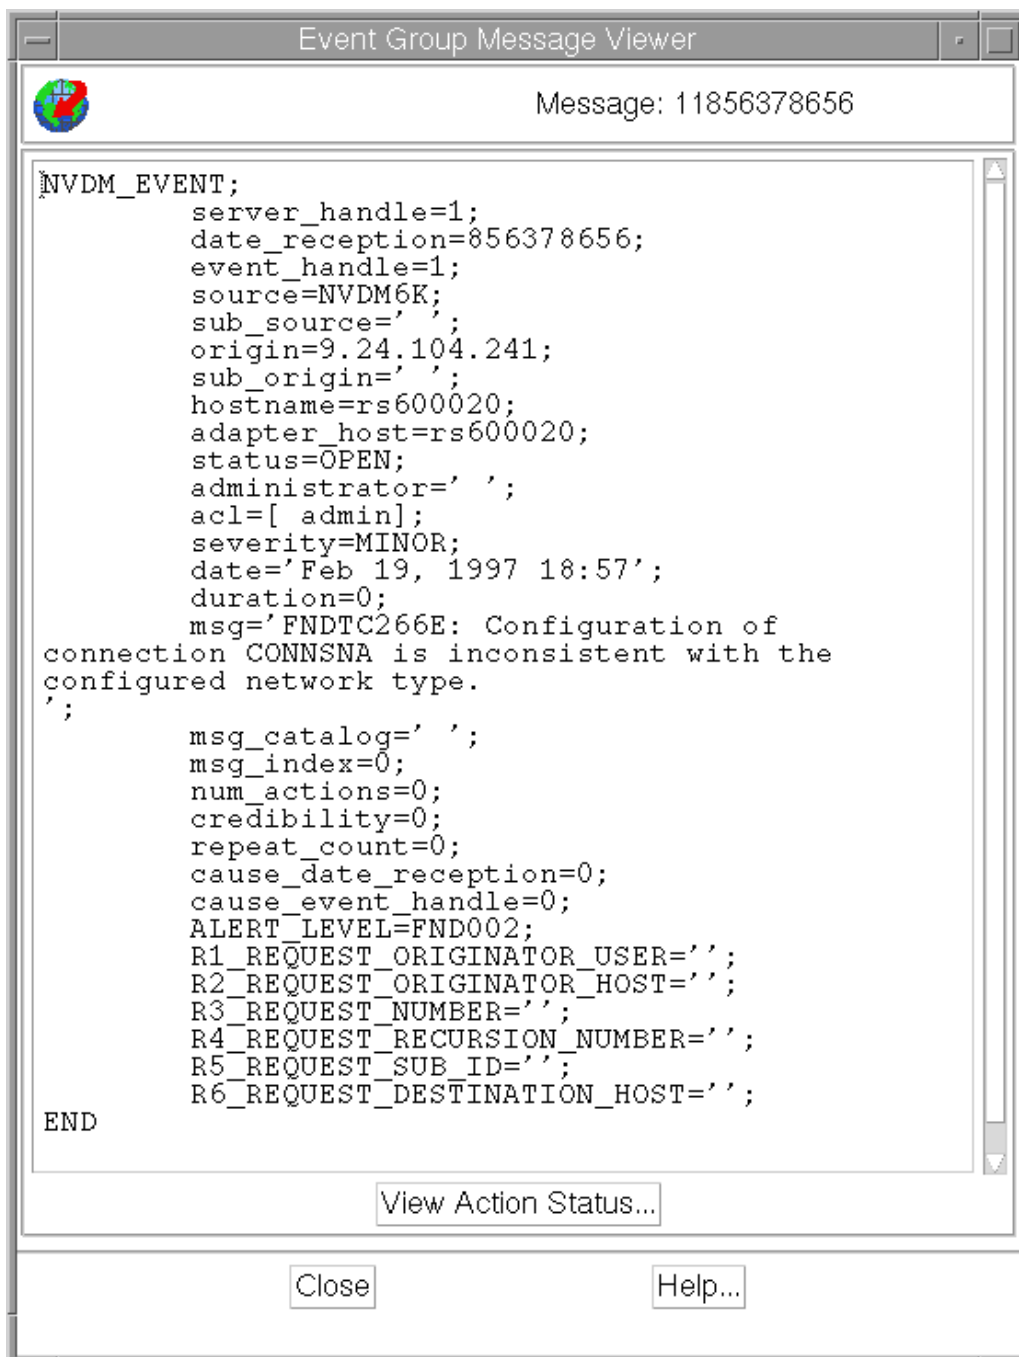 Event Group Message Viewer
Message: 11856378656
NVDM_EVENT;
server_handle=1;
date_reception=856378656;
event_handle=1;
source=NVDM6K;
sub_source=' ';
origin=9.24.104.241;
sub_origin=' ';
hostname=rs600020;
adapter_host=rs600020;
status=OPEN;
administrator=' ';
acl=[ admin];
severity=MINOR;
date='Feb 19, 1997 18:57';
duration=0;
msg='FNDTC266E: Configuration of
connection CONNSNA is inconsistent with the
configured network type.
';
msg_catalog=' ';
msg_index=0;
num_actions=0;
credibility=0;
repeat_count=0;
cause_date_reception=0;
cause_event_handle=0;
ALERT_LEVEL=FND002;
R1_REQUEST_ORIGINATOR_USER='';
R2_REQUEST_ORIGINATOR_HOST='';
R3_REQUEST_NUMBER='';
R4_REQUEST_RECURSION_NUMBER='';
R5_REQUEST_SUB_ID='';
R6_REQUEST_DESTINATION_HOST='';
END
View Action Status...
Close Help...